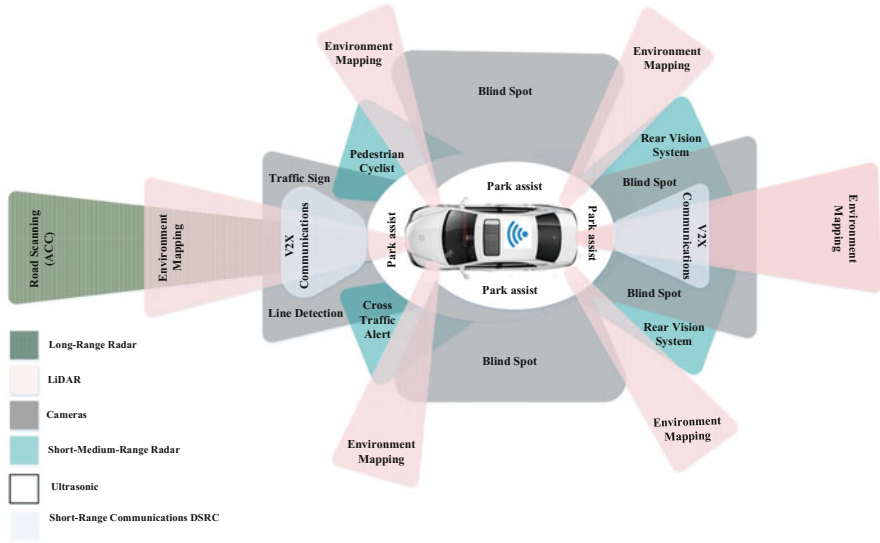 Environment
Mapping
Environment
Mapping
Blind Spot
Pedestrian
Cyclist
Rear Vision
System
Traffic Sign
Blind Spot
Park assist
Road Scanning
(ACC)
Environment
Mapping
V2X
Communications
Park assist
Park assist
V2X
Communications
Environment
Mapping
Park assist
Line Detection
Cross
Traffic
Alert
Blind Spot
Rear Vision
System
Blind Spot
Environment
Mapping
Environment
Mapping
Long-Range Radar
LiDAR
Cameras
Short-Medium-Range Radar
Ultrasonic
Short-Range Communications DSRC